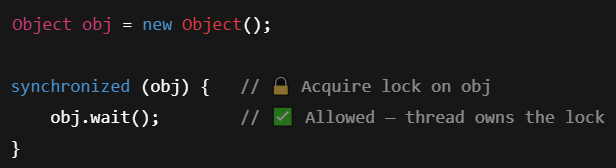 Object obj = new Object();
synchronized (obj) {   // 🔒 Acquire lock on obj
    obj.wait();        // ✅ Allowed — thread owns the lock
}